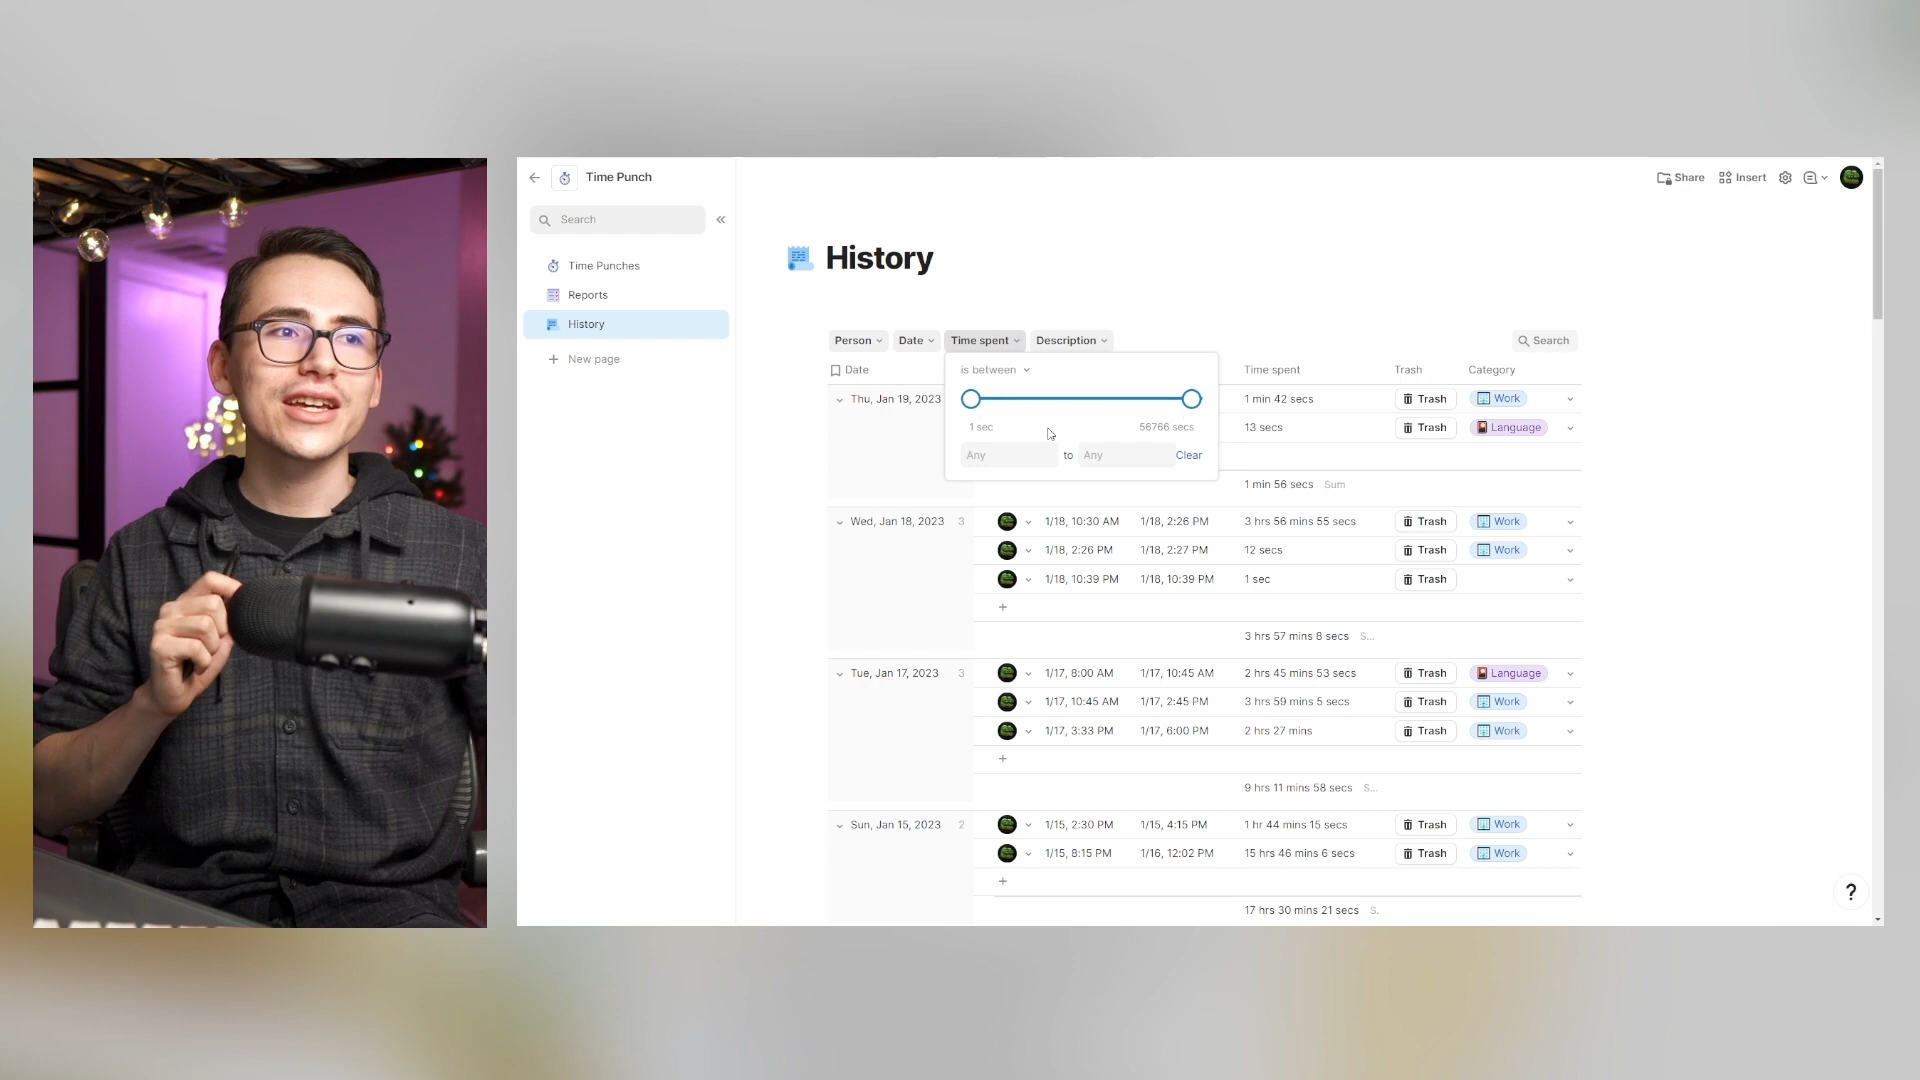 Time Punch
Share
Insert
Search
Time Punches
Reports
History
New page
History
Person
Date
Time spent
Description
Search
Date
Time spent
Trash
Category
is between
1 sec
56766 secs
Any
to
Any
Clear
Thu, Jan 19, 2023
1 min 42 secs
Trash
Work
13 secs
Trash
Language
1 min 56 secs Sum
Wed, Jan 18, 2023 3
1/18, 10:30 AM 1/18, 2:26 PM 3 hrs 56 mins 55 secs Trash Work
1/18, 2:26 PM 1/18, 2:27 PM 12 secs Trash Work
1/18, 10:39 PM 1/18, 10:39 PM 1 sec Trash
3 hrs 57 mins 8 secs S...
Tue, Jan 17, 2023 3
1/17, 8:00 AM 1/17, 10:45 AM 2 hrs 45 mins 53 secs Trash Language
1/17, 10:45 AM 1/17, 2:45 PM 3 hrs 59 mins 5 secs Trash Work
1/17, 3:33 PM 1/17, 6:00 PM 2 hrs 27 mins Trash Work
9 hrs 11 mins 58 secs S...
Sun, Jan 15, 2023 2
1/15, 2:30 PM 1/15, 4:15 PM 1 hr 44 mins 15 secs Trash Work
1/15, 8:15 PM 1/16, 12:02 PM 15 hrs 46 mins 6 secs Trash Work
17 hrs 30 mins 21 secs S.
?